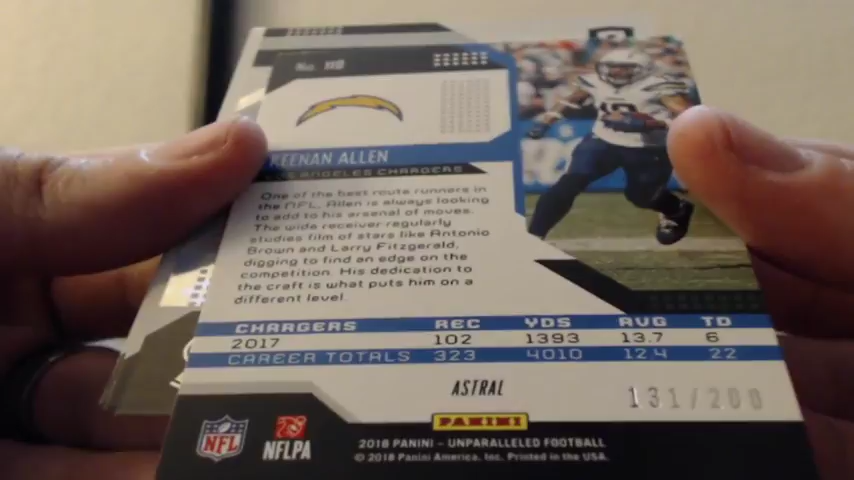 No. 110
KEENAN ALLEN
LOS ANGELES CHARGERS
One of the best route runners in
the NFL, Allen is always looking
to add to his arsenal of moves.
The wide receiver regularly
studies film of stars like Antonio
Brown and Larry Fitzgerald,
digging to find an edge on the
competition. His dedication to
the craft is what puts him on a
different level.
CHARGERS REC YDS AVG TD
2017 102 1393 13.7 6
CAREER TOTALS 323 4010 12.4 22
ASTRAL
131/200
PANINI
NFL
NFLPA
2018 PANINI - UNPARALLELED FOOTBALL
© 2018 Panini America, Inc. Printed in the USA.